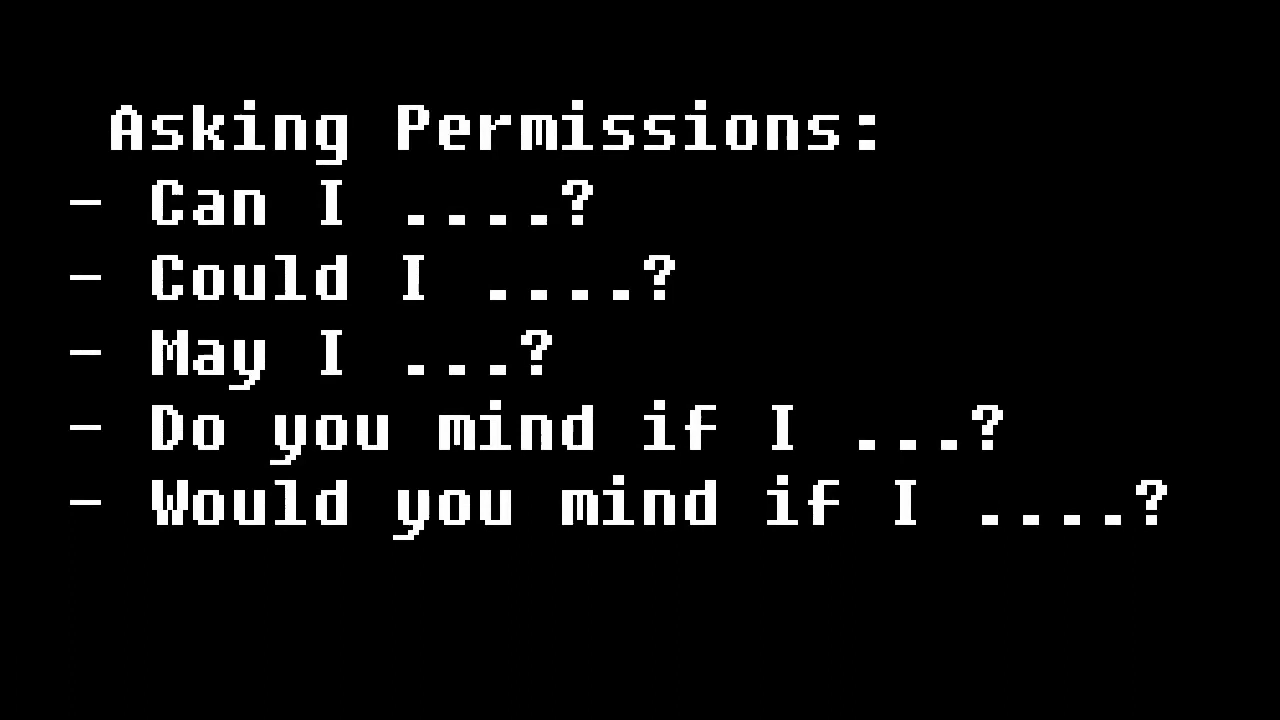 Asking Permissions:
- Can I ....?
- Could I ....?
- May I ...?
- Do you mind if I ...?
- Would you mind if I ....?